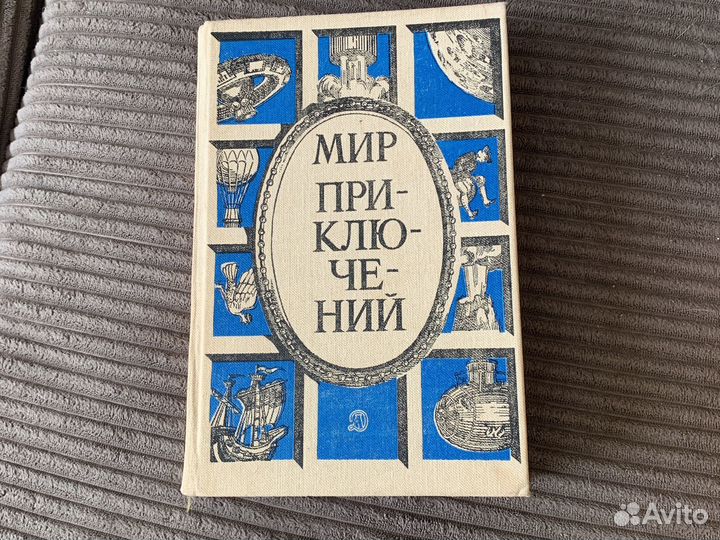 МИР
ПРИ-
КЛЮ-
ЧЕ-
НИЙ
Avito